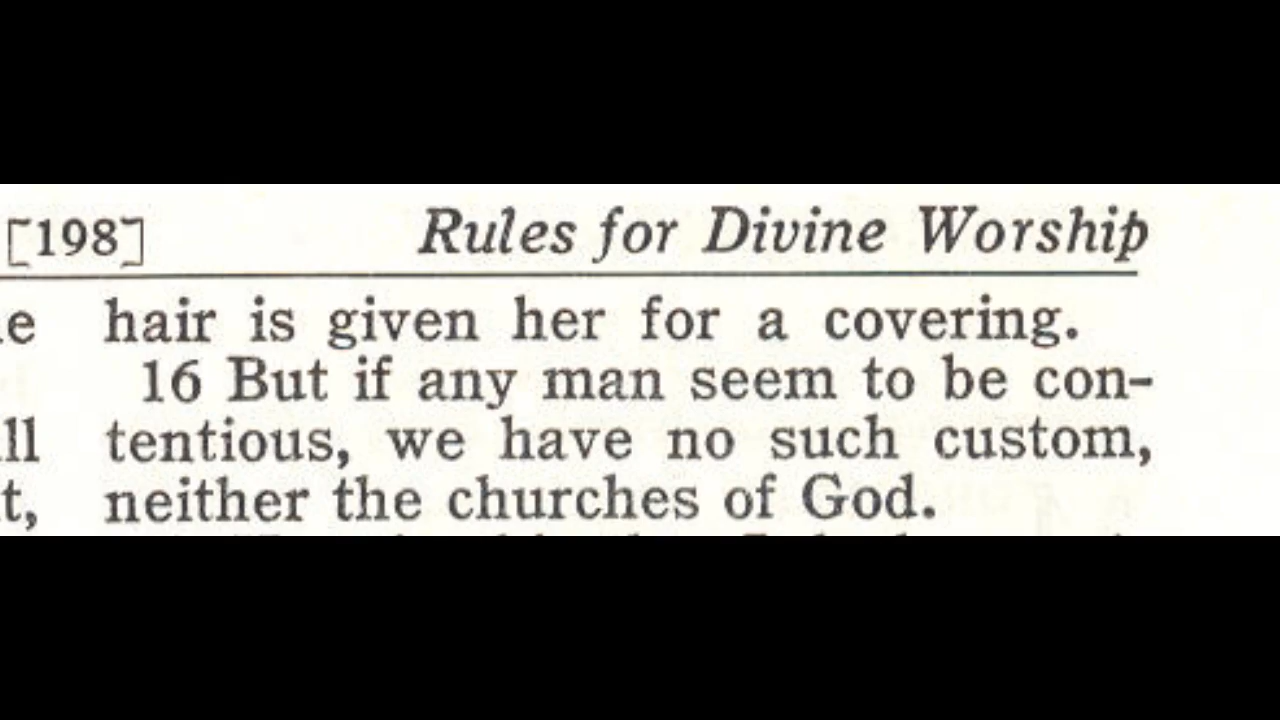 [198] Rules for Divine Worship
hair is given her for a covering.
16 But if any man seem to be con-
tentious, we have no such custom,
neither the churches of God.